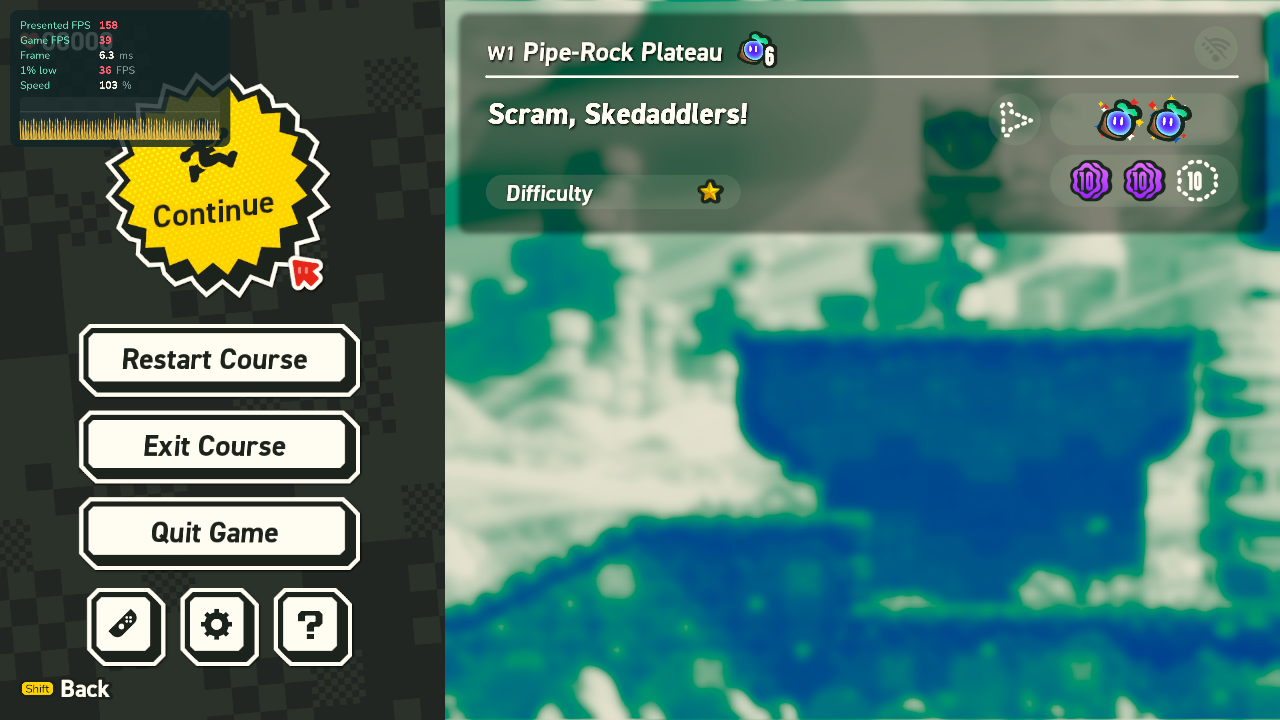 Presented FPS 158
Game FPS 39
Frame 6.3 ms
1% low 36 FPS
Speed 103 %
Continue
Restart Course
Exit Course
Quit Game
?
Shift Back
W1 Pipe-Rock Plateau 6
Scram, Skedaddlers!
10 10 10
Difficulty